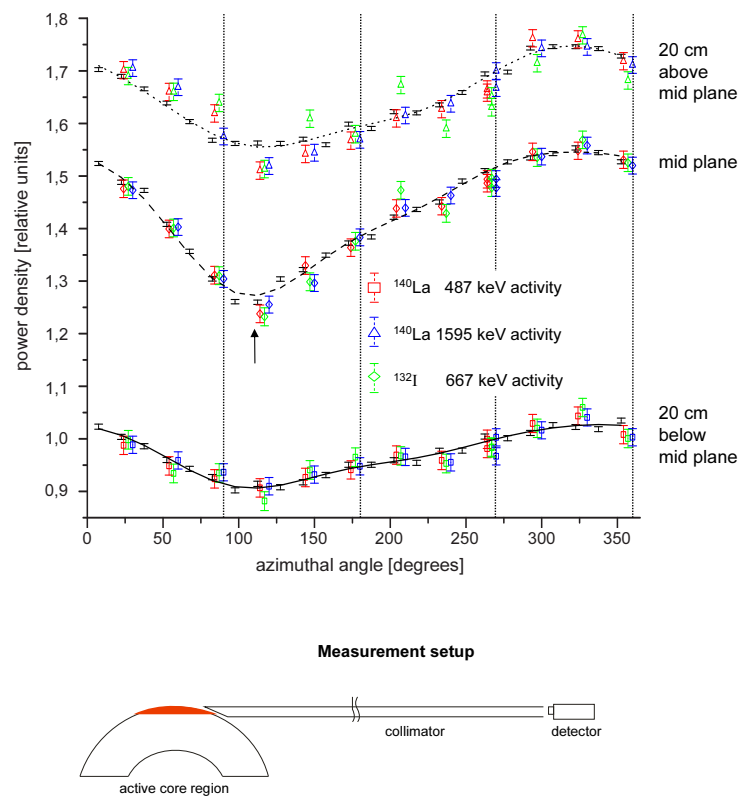 power density [relative units]
1,8
1,7
1,6
1,5
1,4
1,3
1,2
1,0
0,9
20 cm
above
mid plane
mid plane
¹⁴⁰La 487 keV activity
¹⁴⁰La 1595 keV activity
¹³²I 667 keV activity
20 cm
below
mid plane
0 50 100 150 200 250 300 350
azimuthal angle [degrees]
Measurement setup
collimator
detector
active core region